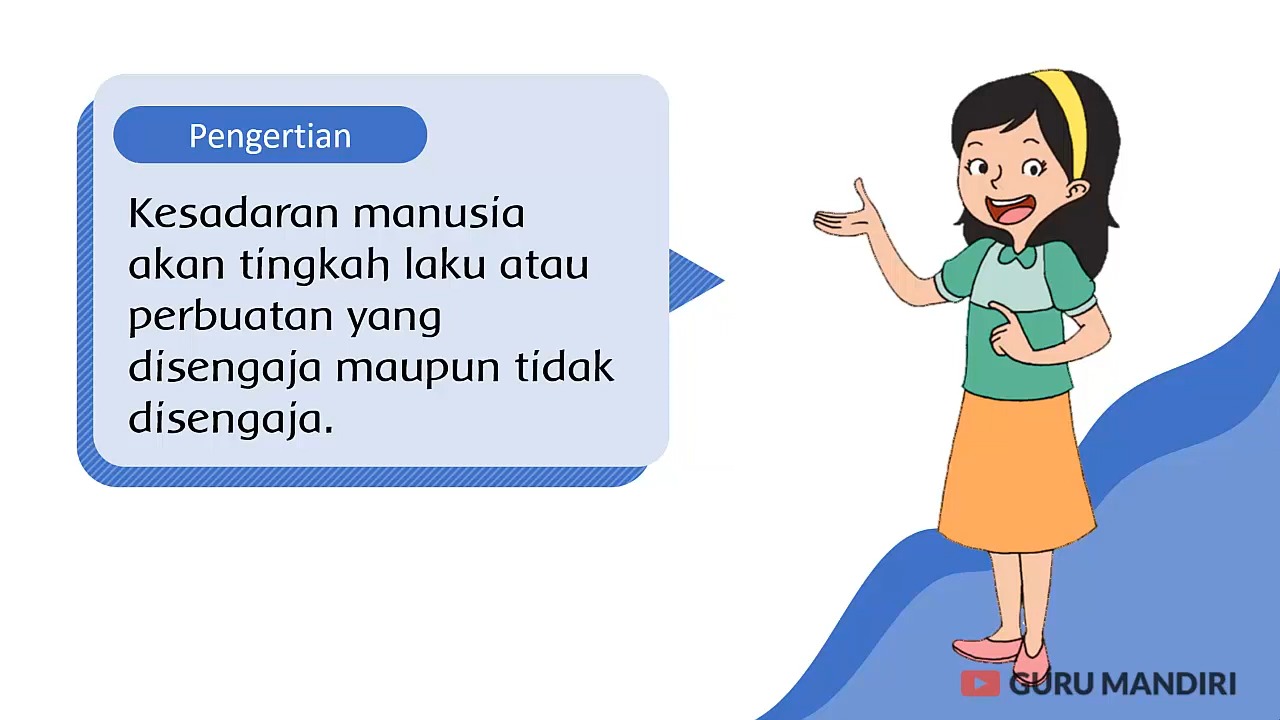 Pengertian
Kesadaran manusia
akan tingkah laku atau
perbuatan yang
disengaja maupun tidak
disengaja.
GURU MANDIRI